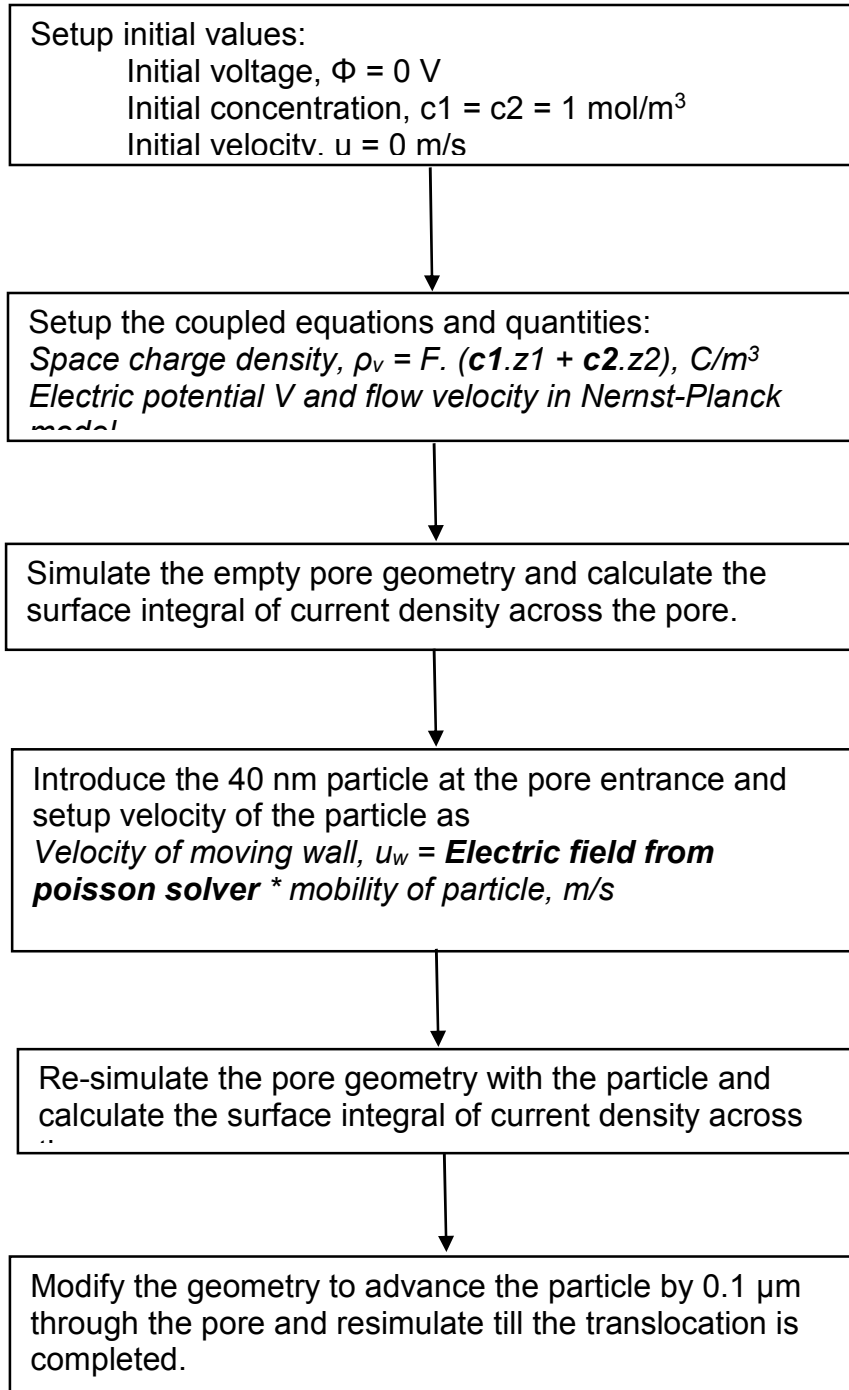 Setup initial values:
Initial voltage, Φ = 0 V
Initial concentration, c1 = c2 = 1 mol/m³
Initial velocity, u = 0 m/s
Setup the coupled equations and quantities:
Space charge density, ρᵥ = F. (c1.z1 + c2.z2), C/m³
Electric potential V and flow velocity in Nernst-Planck
model
Simulate the empty pore geometry and calculate the
surface integral of current density across the pore.
Introduce the 40 nm particle at the pore entrance and
setup velocity of the particle as
Velocity of moving wall, u_w = Electric field from
poisson solver * mobility of particle, m/s
Re-simulate the pore geometry with the particle and
calculate the surface integral of current density across
Modify the geometry to advance the particle by 0.1 µm
through the pore and resimulate till the translocation is
completed.